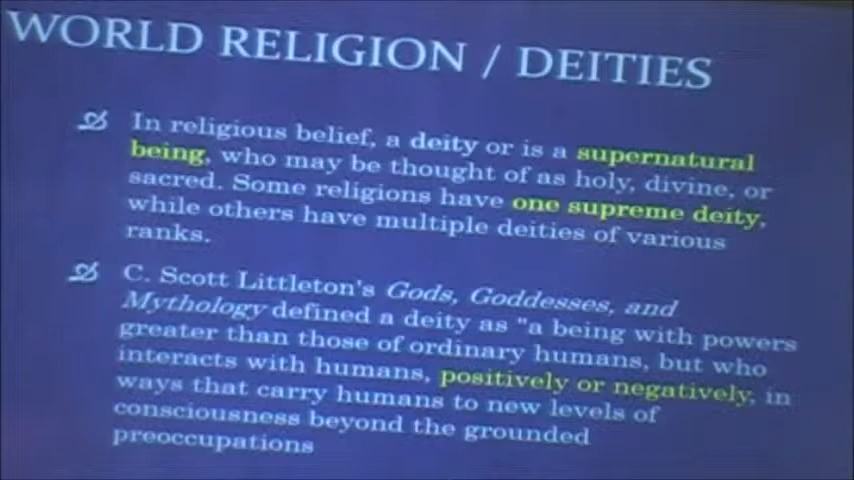 WORLD RELIGION / DEITIES
In religious belief, a deity or is a supernatural
being, who may be thought of as holy, divine, or
sacred. Some religions have one supreme deity,
while others have multiple deities of various
ranks.
C. Scott Littleton's Gods, Goddesses, and
Mythology defined a deity as "a being with powers
greater than those of ordinary humans, but who
interacts with humans, positively or negatively, in
ways that carry humans to new levels of
consciousness beyond the grounded
preoccupations